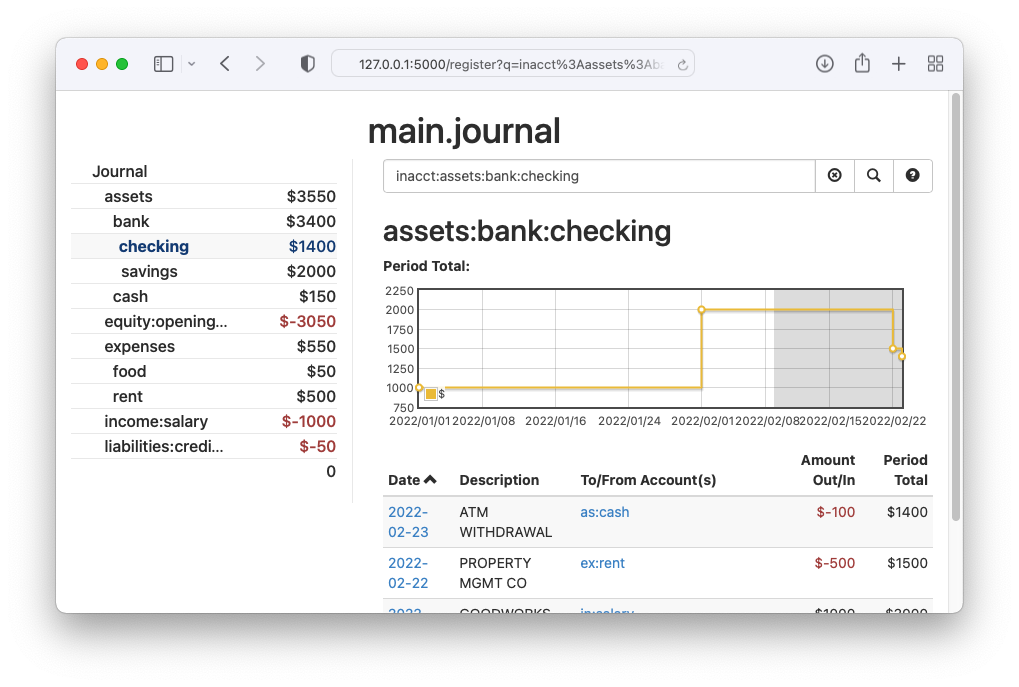 127.0.0.1:5000/register?q=inacct%3Aassets%3Ab
main.journal
Journal
assets $3550
bank $3400
checking $1400
savings $2000
cash $150
equity:opening... $-3050
expenses $550
food $50
rent $500
income:salary $-1000
liabilities:credi... $-50
0
inacct:assets:bank:checking
assets:bank:checking
Period Total:
2250
2000
1750
1500
1250
1000
750
$
2022/01/01 2022/01/08 2022/01/16 2022/01/24 2022/02/01 2022/02/08 2022/02/15 2022/02/22
Date Description To/From Account(s) Amount Out/In Period Total
2022-02-23 ATM WITHDRAWAL as:cash $-100 $1400
2022-02-22 PROPERTY MGMT CO ex:rent $-500 $1500
2022- GOODWORKS in:salary $1000 $2000